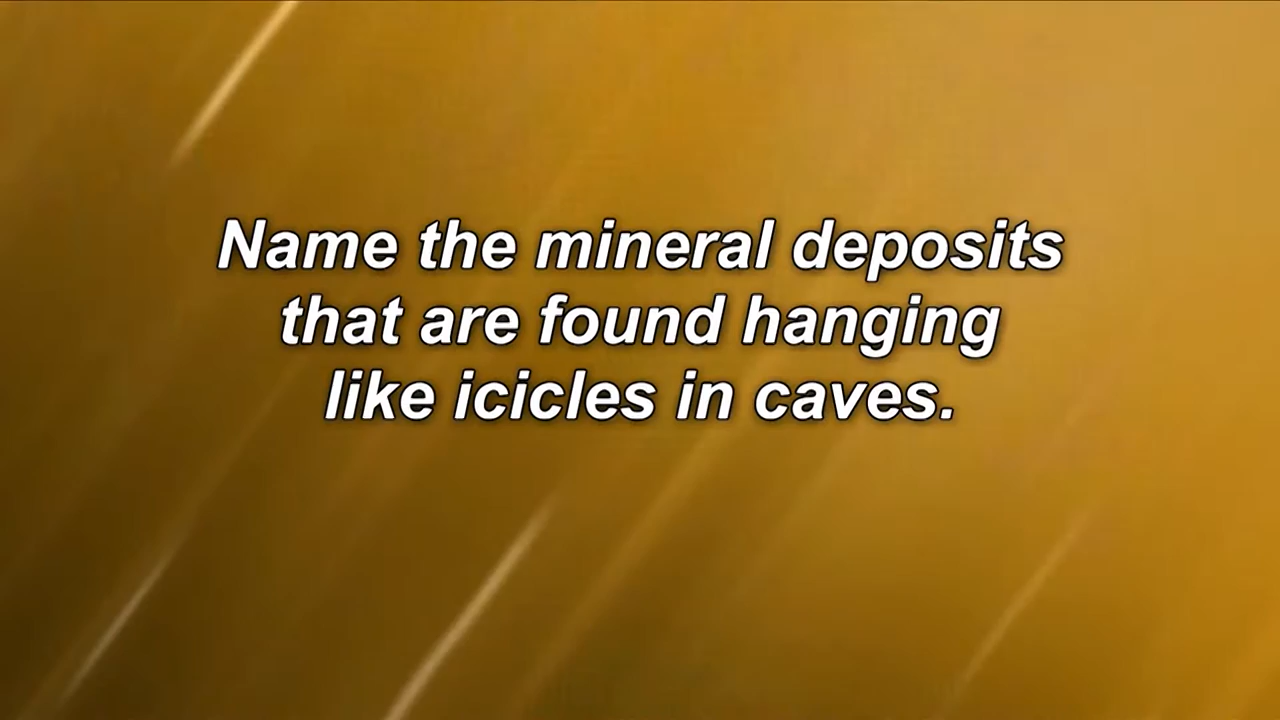 Name the mineral deposits
that are found hanging
like icicles in caves.